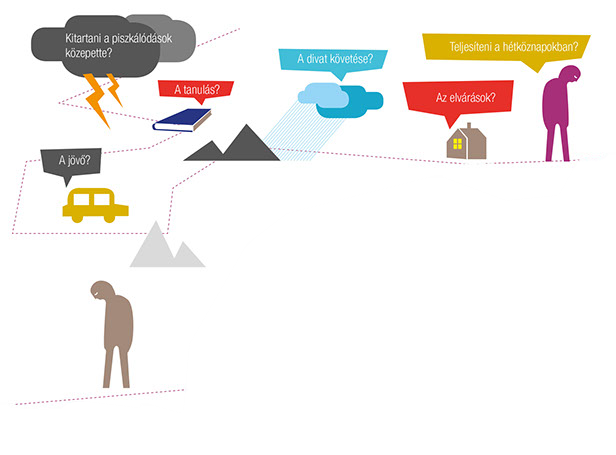 Kitartani a piszkálódások
közepette?
A tanulás?
A divat követése?
Teljesíteni a hétköznapokban?
Az elvárások?
A jövő?